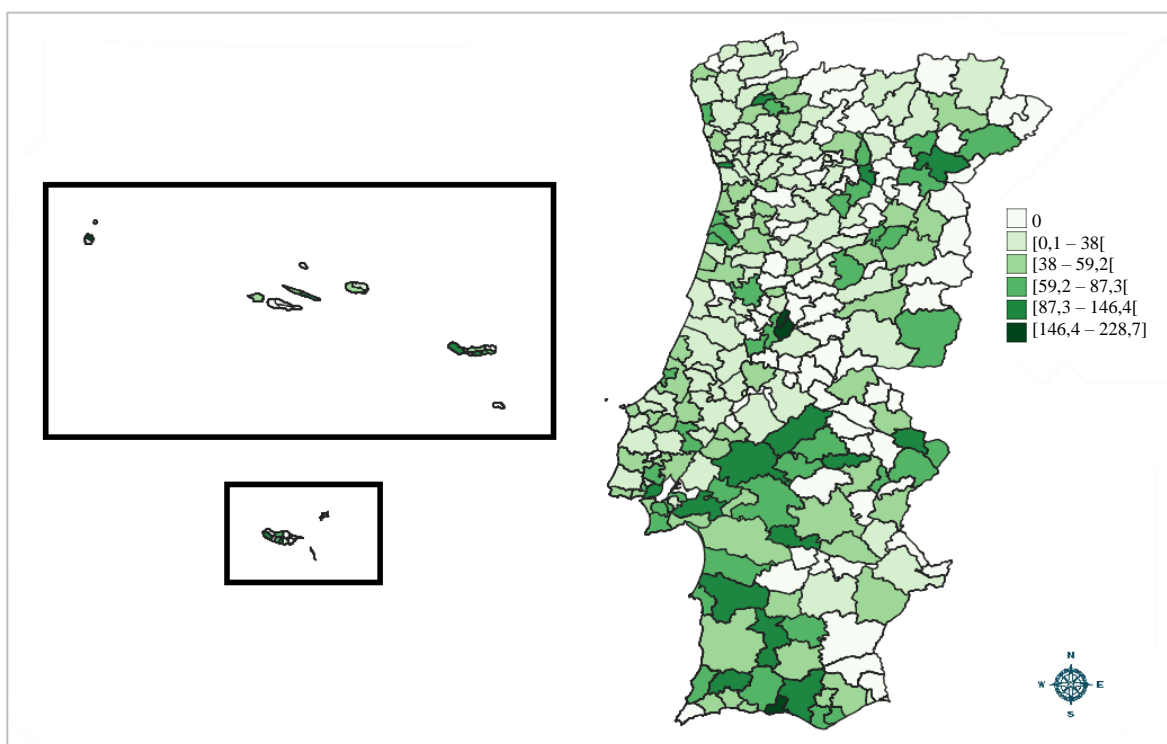 0
[0,1 – 38[
[38 – 59,2[
[59,2 – 87,3[
[87,3 – 146,4[
[146,4 – 228,7]
N
W E
S